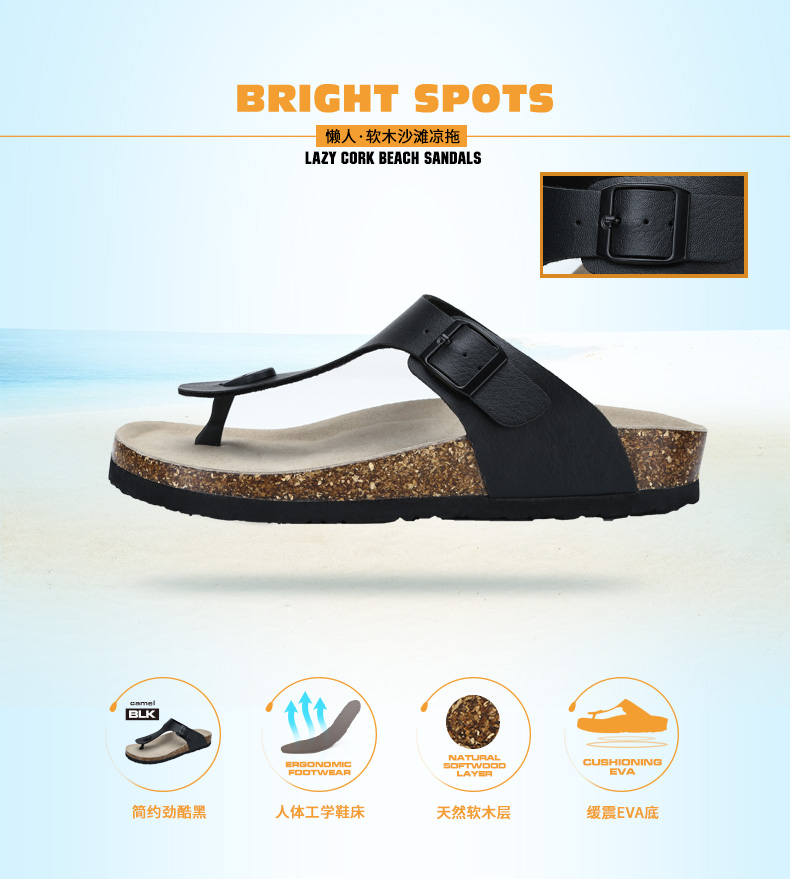 BRIGHT SPOTS
懒人·软木沙滩凉拖
LAZY CORK BEACH SANDALS
camel
BLK
简约劲酷黑
ERGONOMIC
FOOTWEAR
人体工学鞋床
NATURAL
SOFTWOOD
LAYER
天然软木层
CUSHIONING
EVA
缓震EVA底